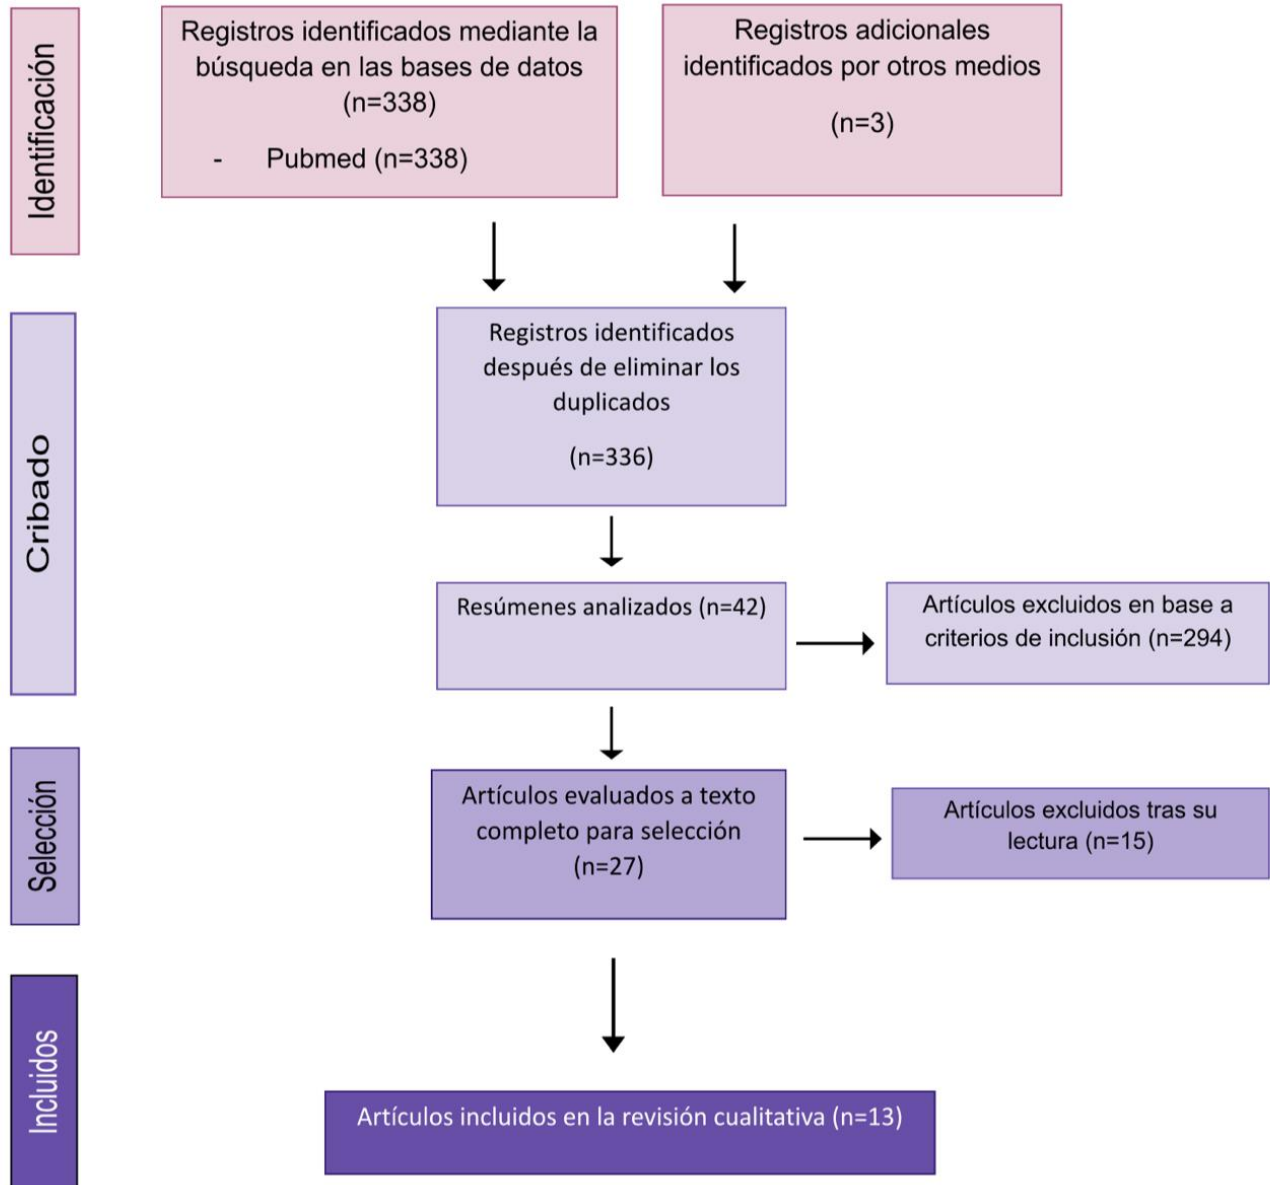 Identificación
Registros identificados mediante la
búsqueda en las bases de datos
(n=338)
- Pubmed (n=338)
Registros adicionales
identificados por otros medios
(n=3)
Cribado
Registros identificados
después de eliminar los
duplicados
(n=336)
Resúmenes analizados (n=42)
Artículos excluidos en base a
criterios de inclusión (n=294)
Selección
Artículos evaluados a texto
completo para selección
(n=27)
Artículos excluidos tras su
lectura (n=15)
Incluidos
Artículos incluidos en la revisión cualitativa (n=13)